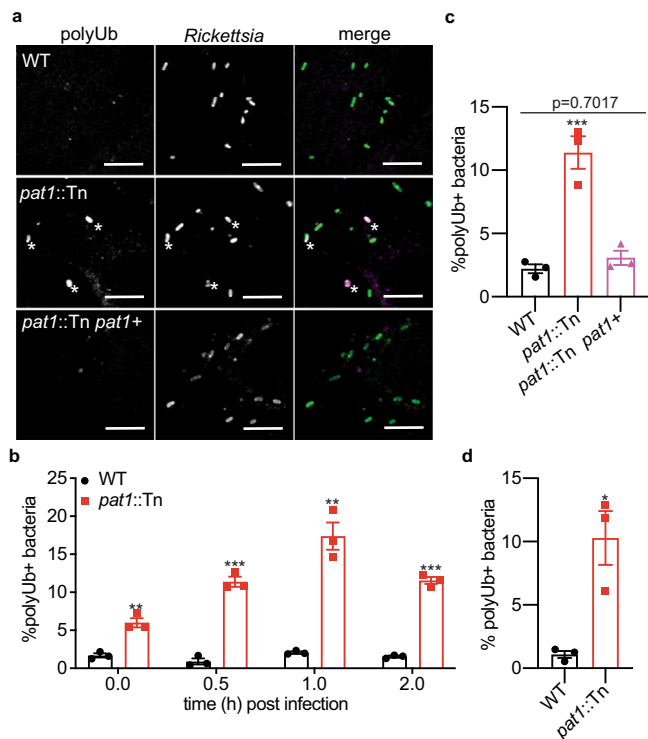 a
polyUb Rickettsia merge
WT
pat1::Tn
* * *
* * *
* * *
pat1::Tn pat1+
b
WT
pat1::Tn
%polyUb+ bacteria
25
20
15
10
5
0
** *** ** ***
0.0 0.5 1.0 2.0
time (h) post infection
c
p=0.7017
***
%polyUb+ bacteria
15
10
5
0
WT
pat1::Tn
pat1::Tn pat1+
d
*
% polyUb+ bacteria
15
10
5
0
WT
pat1::Tn